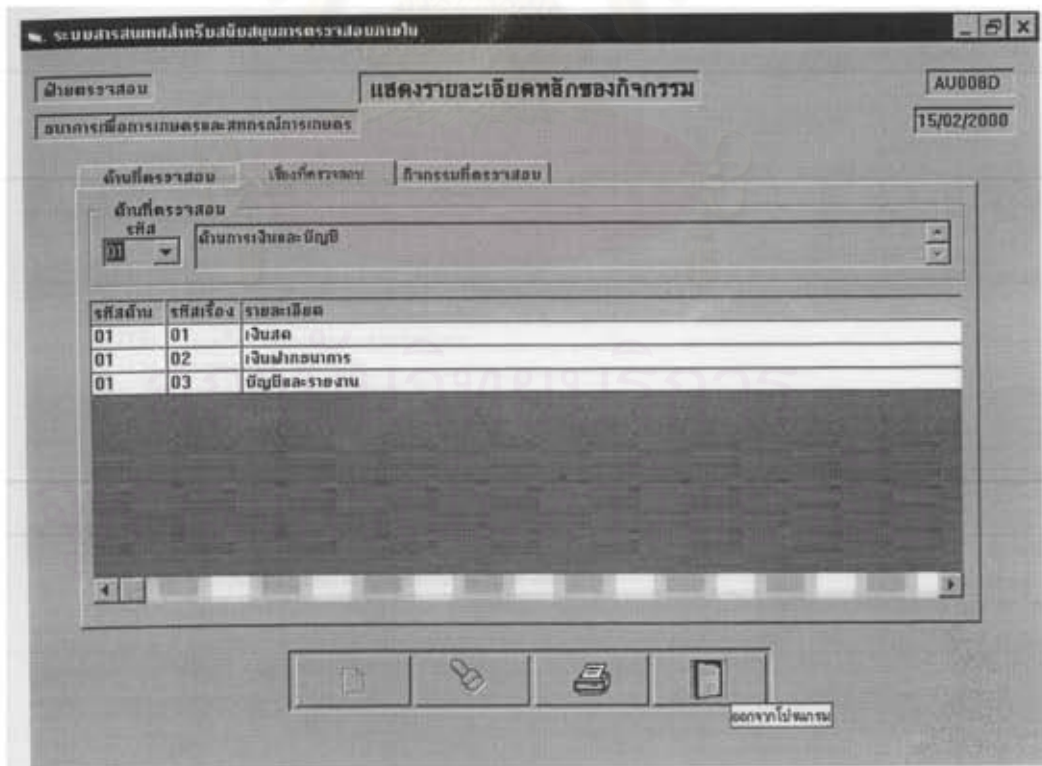 ระบบสารสนเทศสำหรับสนับสนุนการตรวจสอบภายใน
ฝ่ายตรวจสอบ
แสดงรายละเอียดหลักของกิจกรรม
AU008D
ธนาคารเพื่อการเกษตรและสหกรณ์การเกษตร
15/02/2000
ด้านที่ตรวจสอบ เรื่องที่ตรวจสอบ กิจกรรมที่ตรวจสอบ
ด้านที่ตรวจสอบ
รหัส
01 ด้านการเงินและบัญชี
รหัสด้าน รหัสเรื่อง รายละเอียด
01 01 เงินสด
01 02 เงินฝากธนาคาร
01 03 บัญชีและรายงาน
ออกจากโปรแกรม